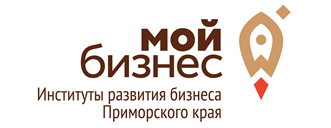 мой
бизнес
Институты развития бизнеса
Приморского края